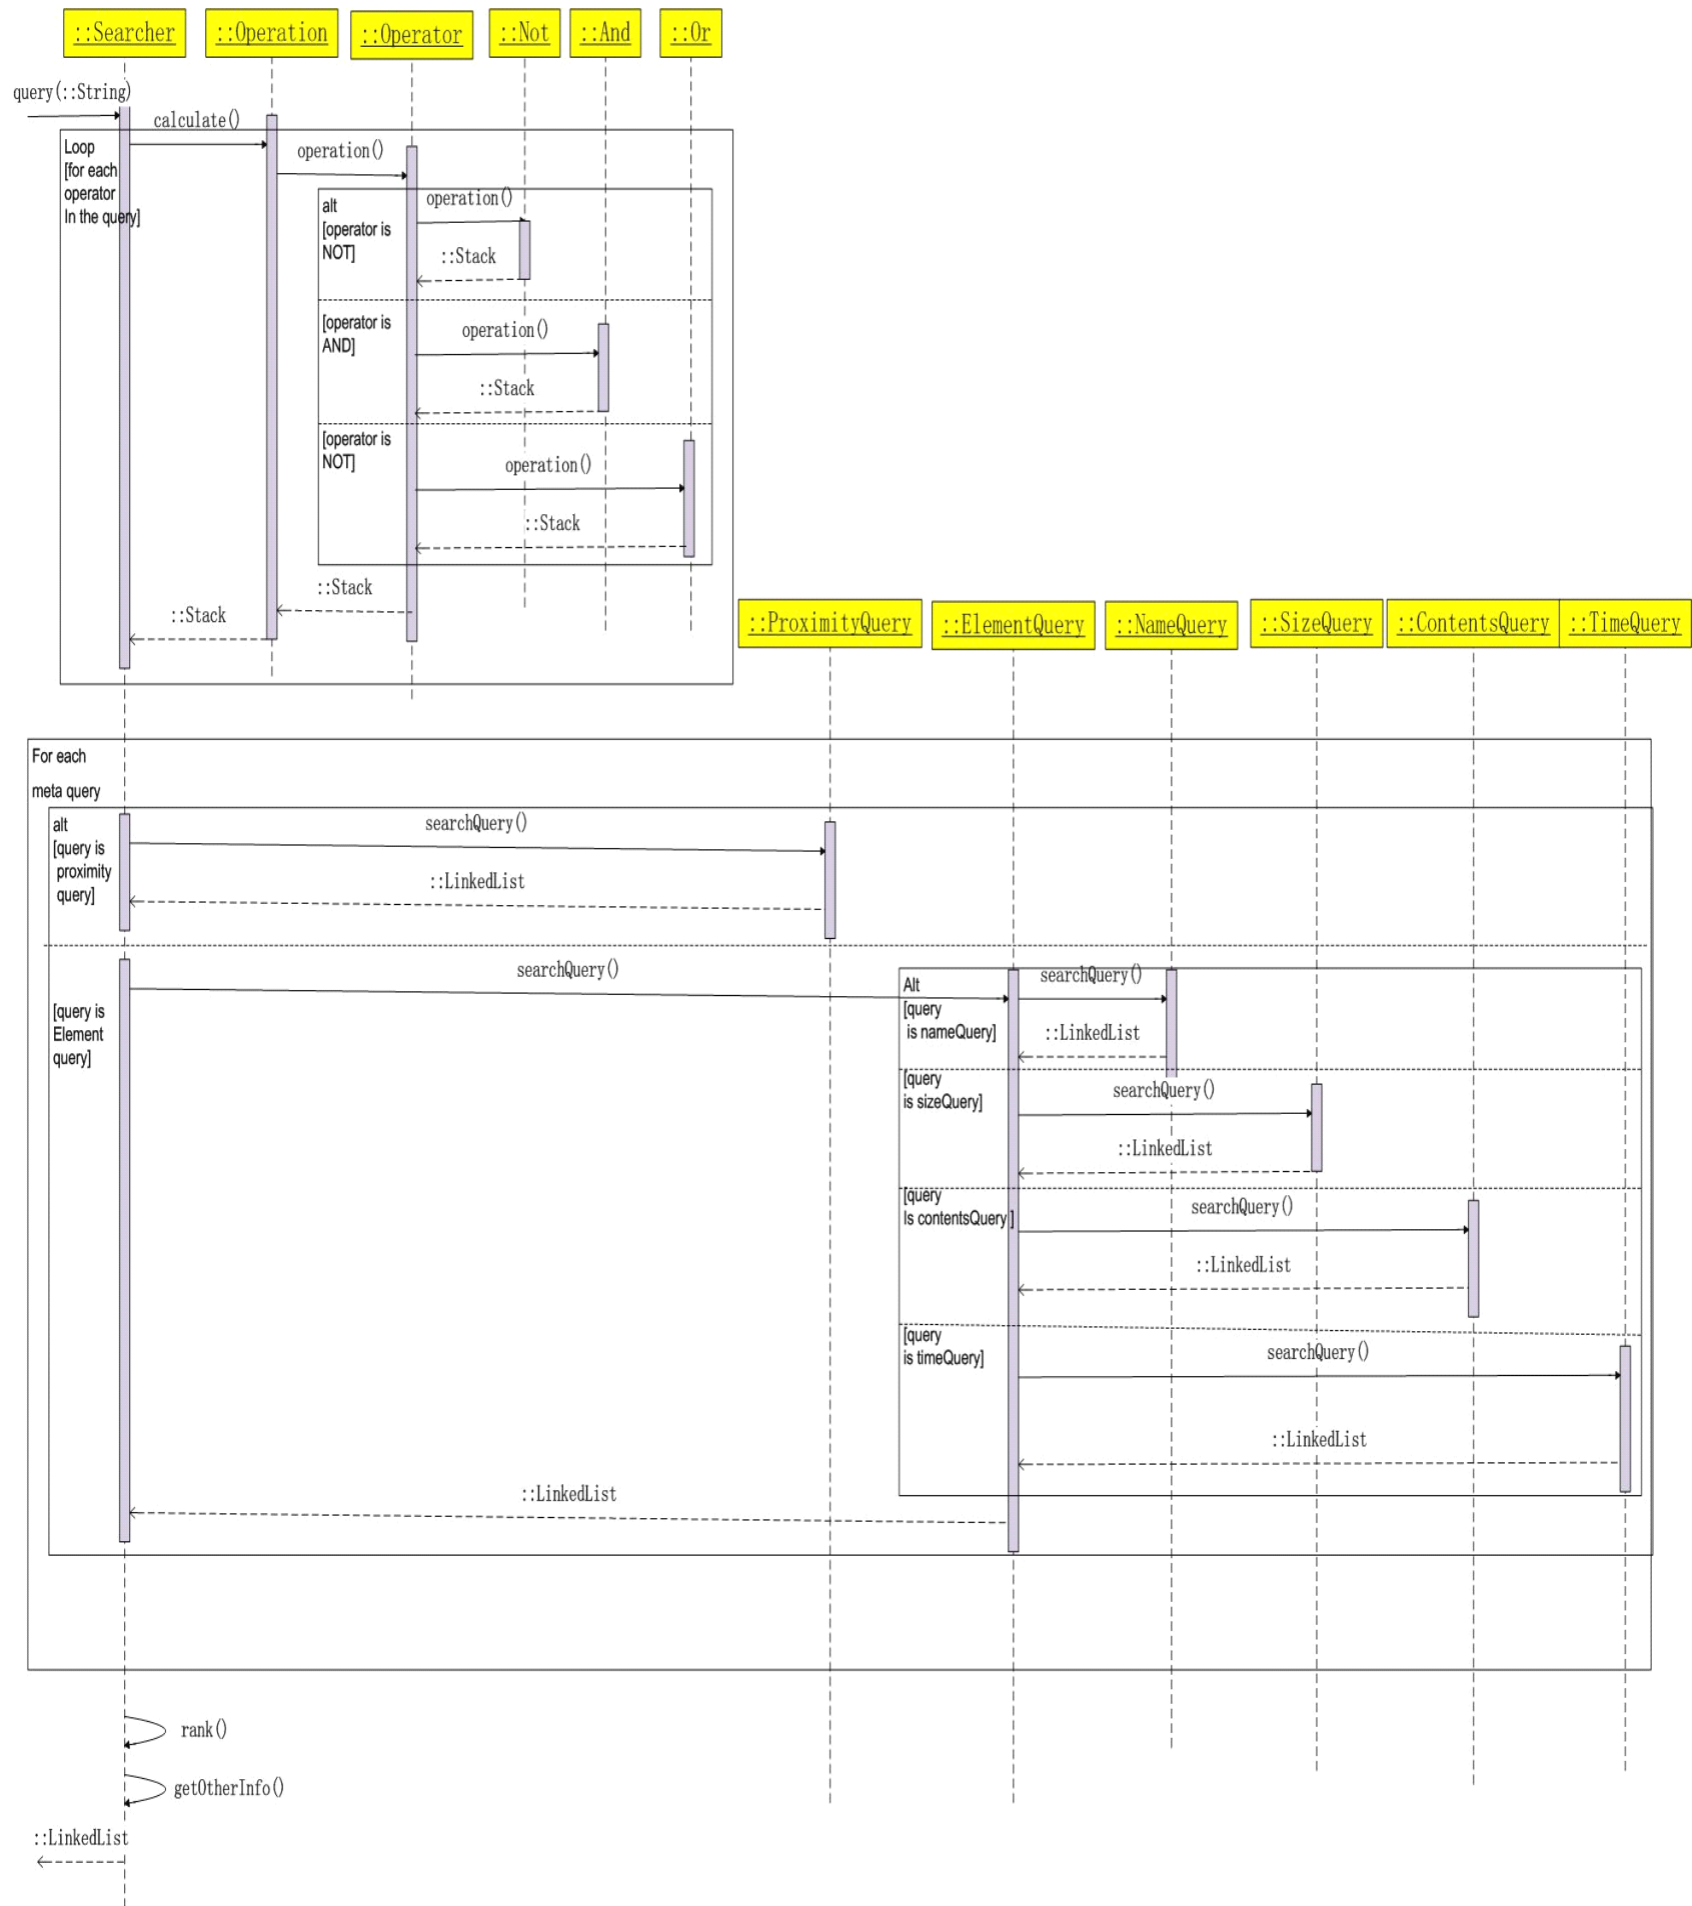 ::Searcher
::Operation
::Operator
::Not
::And
::Or
query(::String)
calculate()
Loop
[for each
operator
In the query]
operation()
alt
[operator is
NOT]
operation()
::Stack
[operator is
AND]
operation()
::Stack
[operator is
NOT]
operation()
::Stack
::Stack
::Stack
::ProximityQuery
::ElementQuery
::NameQuery
::SizeQuery
::ContentsQuery
::TimeQuery
For each
meta query
alt
[query is
proximity
query]
searchQuery()
::LinkedList
searchQuery()
[query is
Element
query]
Alt
[query
is nameQuery]
searchQuery()
::LinkedList
[query
is sizeQuery]
searchQuery()
::LinkedList
[query
Is contentsQuery ]
searchQuery()
::LinkedList
[query
is timeQuery]
searchQuery()
::LinkedList
::LinkedList
rank()
getOtherInfo()
::LinkedList